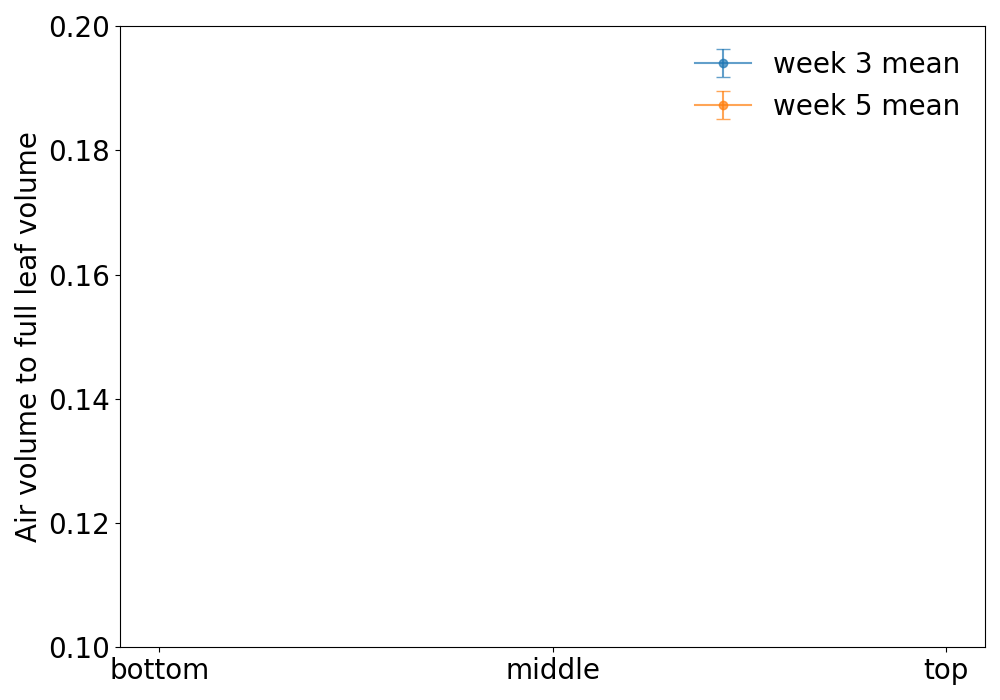 0.20
0.18
0.16
0.14
0.12
0.10
Air volume to full leaf volume
week 3 mean
week 5 mean
bottom
middle
top